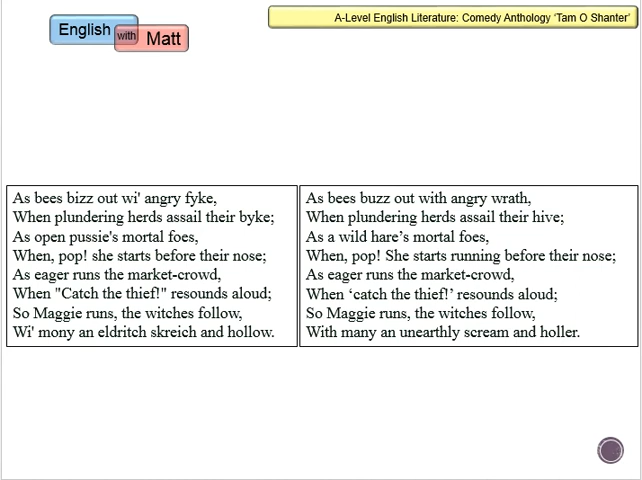 English
with
Matt
A-Level English Literature: Comedy Anthology 'Tam O Shanter'
As bees bizz out wi' angry fyke,
When plundering herds assail their byke;
As open pussie's mortal foes,
When, pop! she starts before their nose;
As eager runs the market-crowd,
When "Catch the thief!" resounds aloud;
So Maggie runs, the witches follow,
Wi' mony an eldritch skreich and hollow.
As bees buzz out with angry wrath,
When plundering herds assail their hive;
As a wild hare’s mortal foes,
When, pop! She starts running before their nose;
As eager runs the market-crowd,
When ‘catch the thief!’ resounds aloud;
So Maggie runs, the witches follow,
With many an unearthly scream and holler.